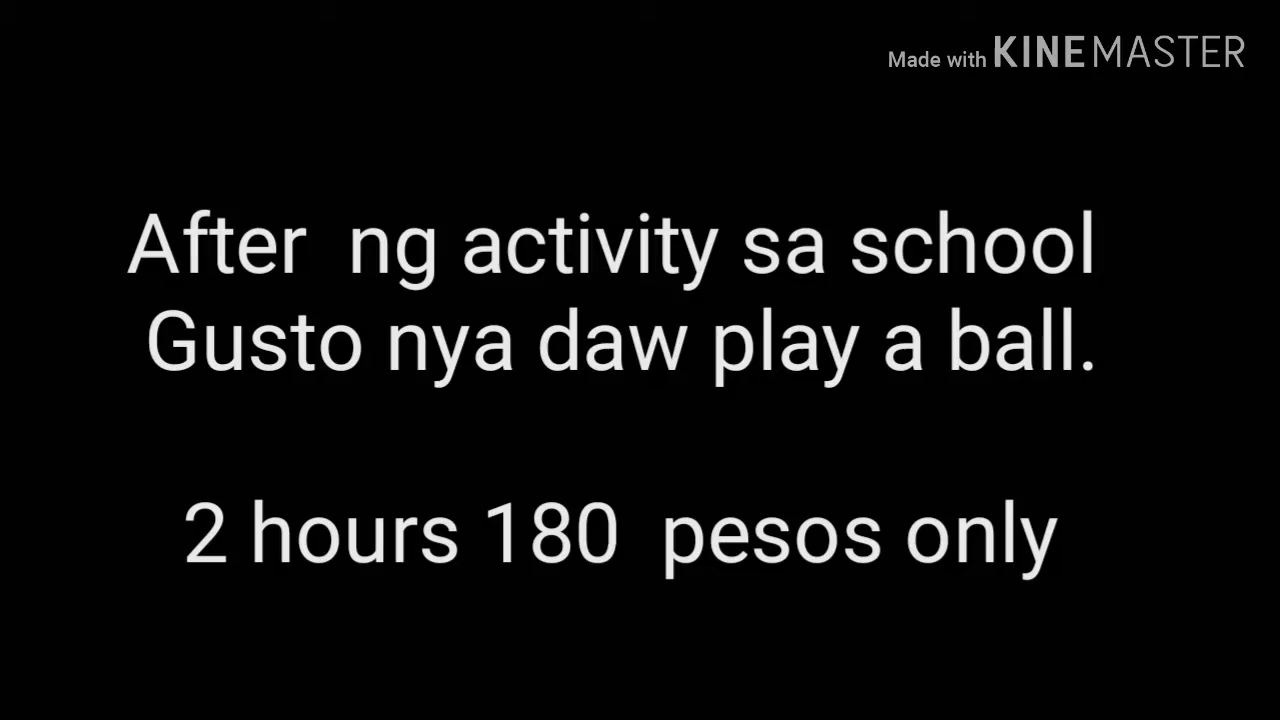 Made with KINEMASTER
After ng activity sa school
Gusto nya daw play a ball.
2 hours 180 pesos only